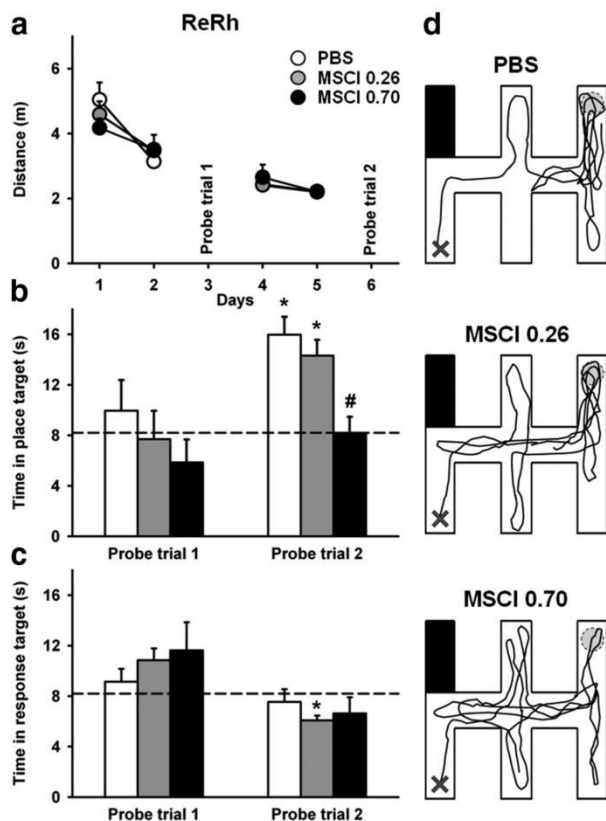 a
ReRh
PBS
MSCI 0.26
MSCI 0.70
Distance (m)
6
4
2
0
Probe trial 1
Probe trial 2
1 2 3 4 5 6
Days
b
Time in place target (s)
16
12
8
4
0
* * #
Probe trial 1 Probe trial 2
c
Time in response target (s)
16
12
8
4
0
*
Probe trial 1 Probe trial 2
d
PBS
MSCI 0.26
MSCI 0.70